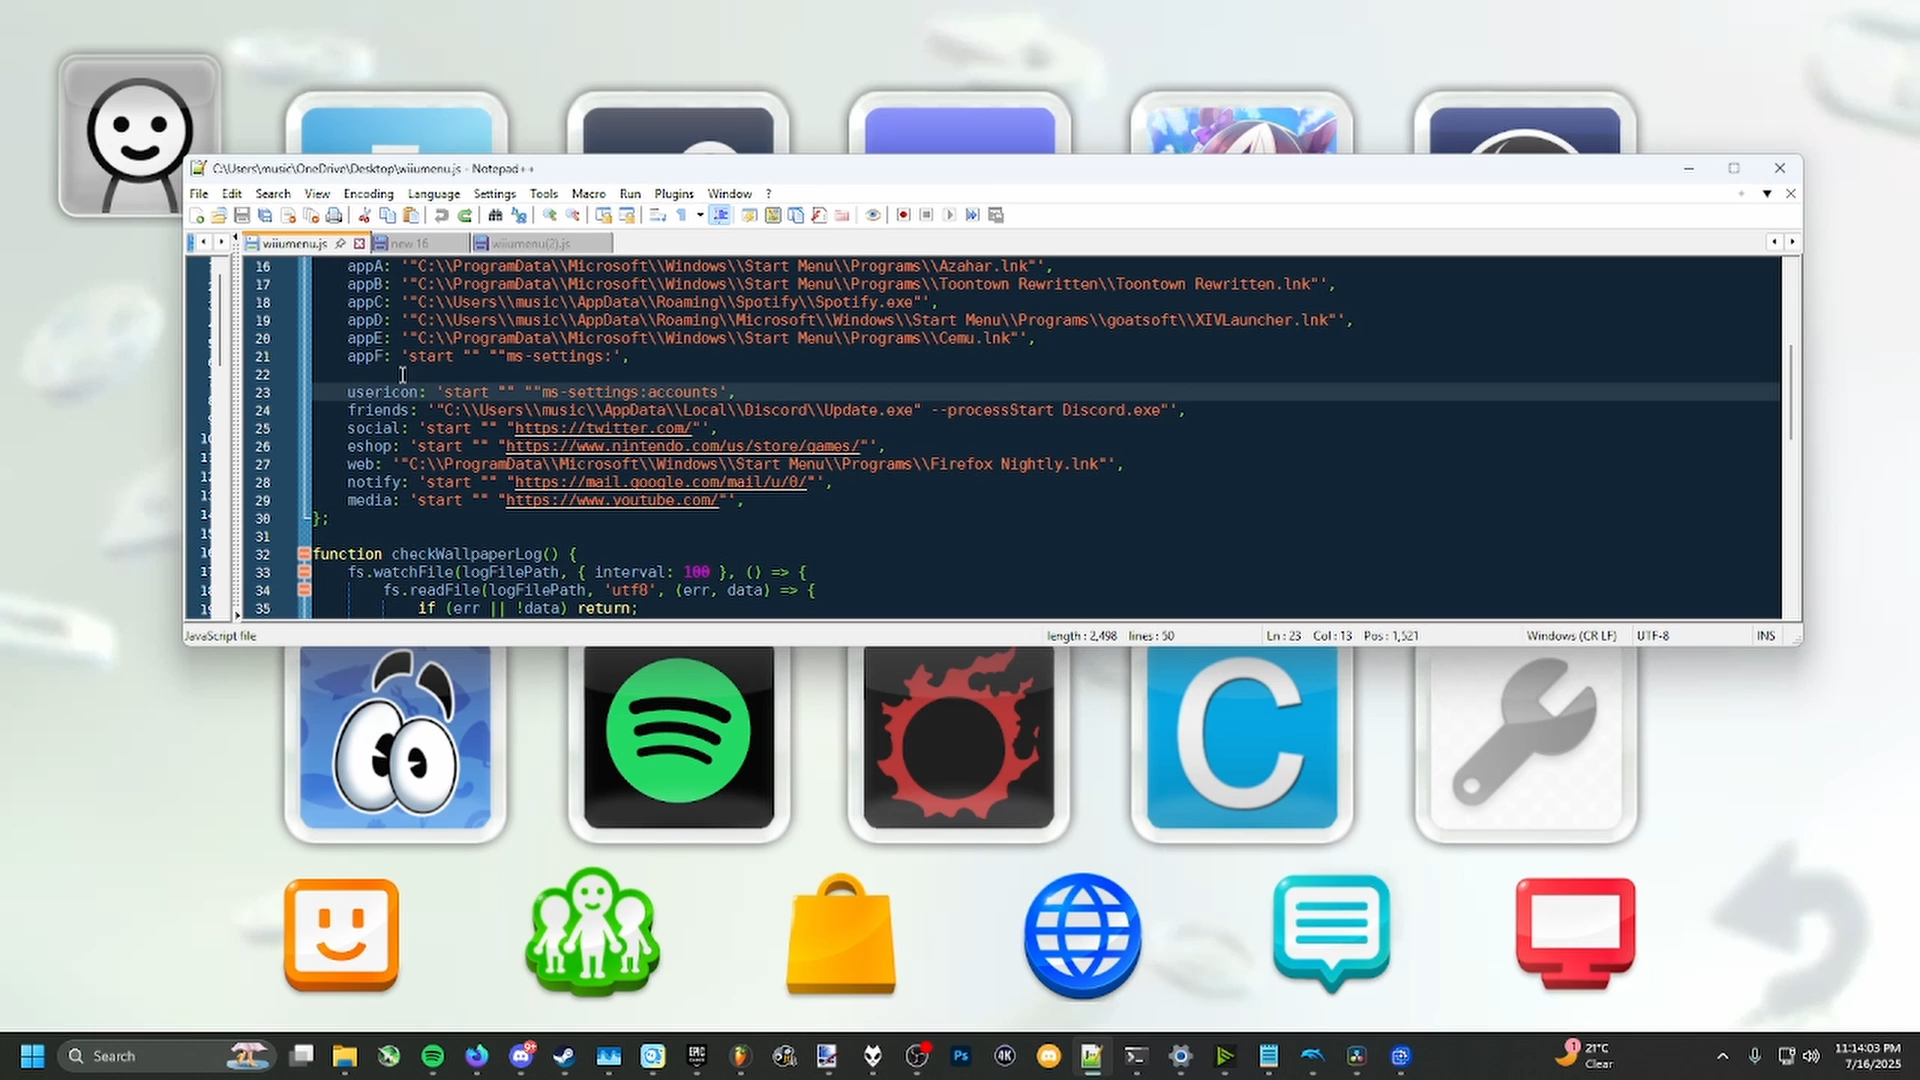 C:\Users\music\OneDrive\Desktop\wiiumenu.js - Notepad++
File Edit Search View Encoding Language Settings Tools Macro Run Plugins Window ?
wiiumenu.js new 16 wiiumenu(2).js
16 appA: '"C:\\ProgramData\\Microsoft\\Windows\\Start Menu\\Programs\\Azahar.lnk"',
17 appB: '"C:\\ProgramData\\Microsoft\\Windows\\Start Menu\\Programs\\Toontown Rewritten\\Toontown Rewritten.lnk"',
18 appC: '"C:\\Users\\music\\AppData\\Roaming\\Spotify\\Spotify.exe"',
19 appD: '"C:\\Users\\music\\AppData\\Roaming\\Microsoft\\Windows\\Start Menu\\Programs\\goatsoft\\XIVLauncher.lnk"',
20 appE: '"C:\\ProgramData\\Microsoft\\Windows\\Start Menu\\Programs\\Cemu.lnk"',
21 appF: 'start "" ""ms-settings:',
22
23 usericon: 'start "" ""ms-settings:accounts',
24 friends: '"C:\\Users\\music\\AppData\\Local\\Discord\\Update.exe" --processStart Discord.exe"',
25 social: 'start "" "https://twitter.com/"',
26 eshop: 'start "" "https://www.nintendo.com/us/store/games/"',
27 web: '"C:\\ProgramData\\Microsoft\\Windows\\Start Menu\\Programs\\Firefox Nightly.lnk"',
28 notify: 'start "" "https://mail.google.com/mail/u/0/"',
29 media: 'start "" "https://www.youtube.com/"',
30 };
31
32 function checkWallpaperLog() {
33 fs.watchFile(logFilePath, { interval: 100 }, () => {
34 fs.readFile(logFilePath, 'utf8', (err, data) => {
35 if (err || !data) return;
JavaScript file length : 2,498 lines : 50 Ln : 23 Col : 13 Pos : 1,521 Windows (CR LF) UTF-8 INS
C
Search
9+
EPIC
Ps
4K
1
21°C
Clear
11:14:03 PM
7/16/2025